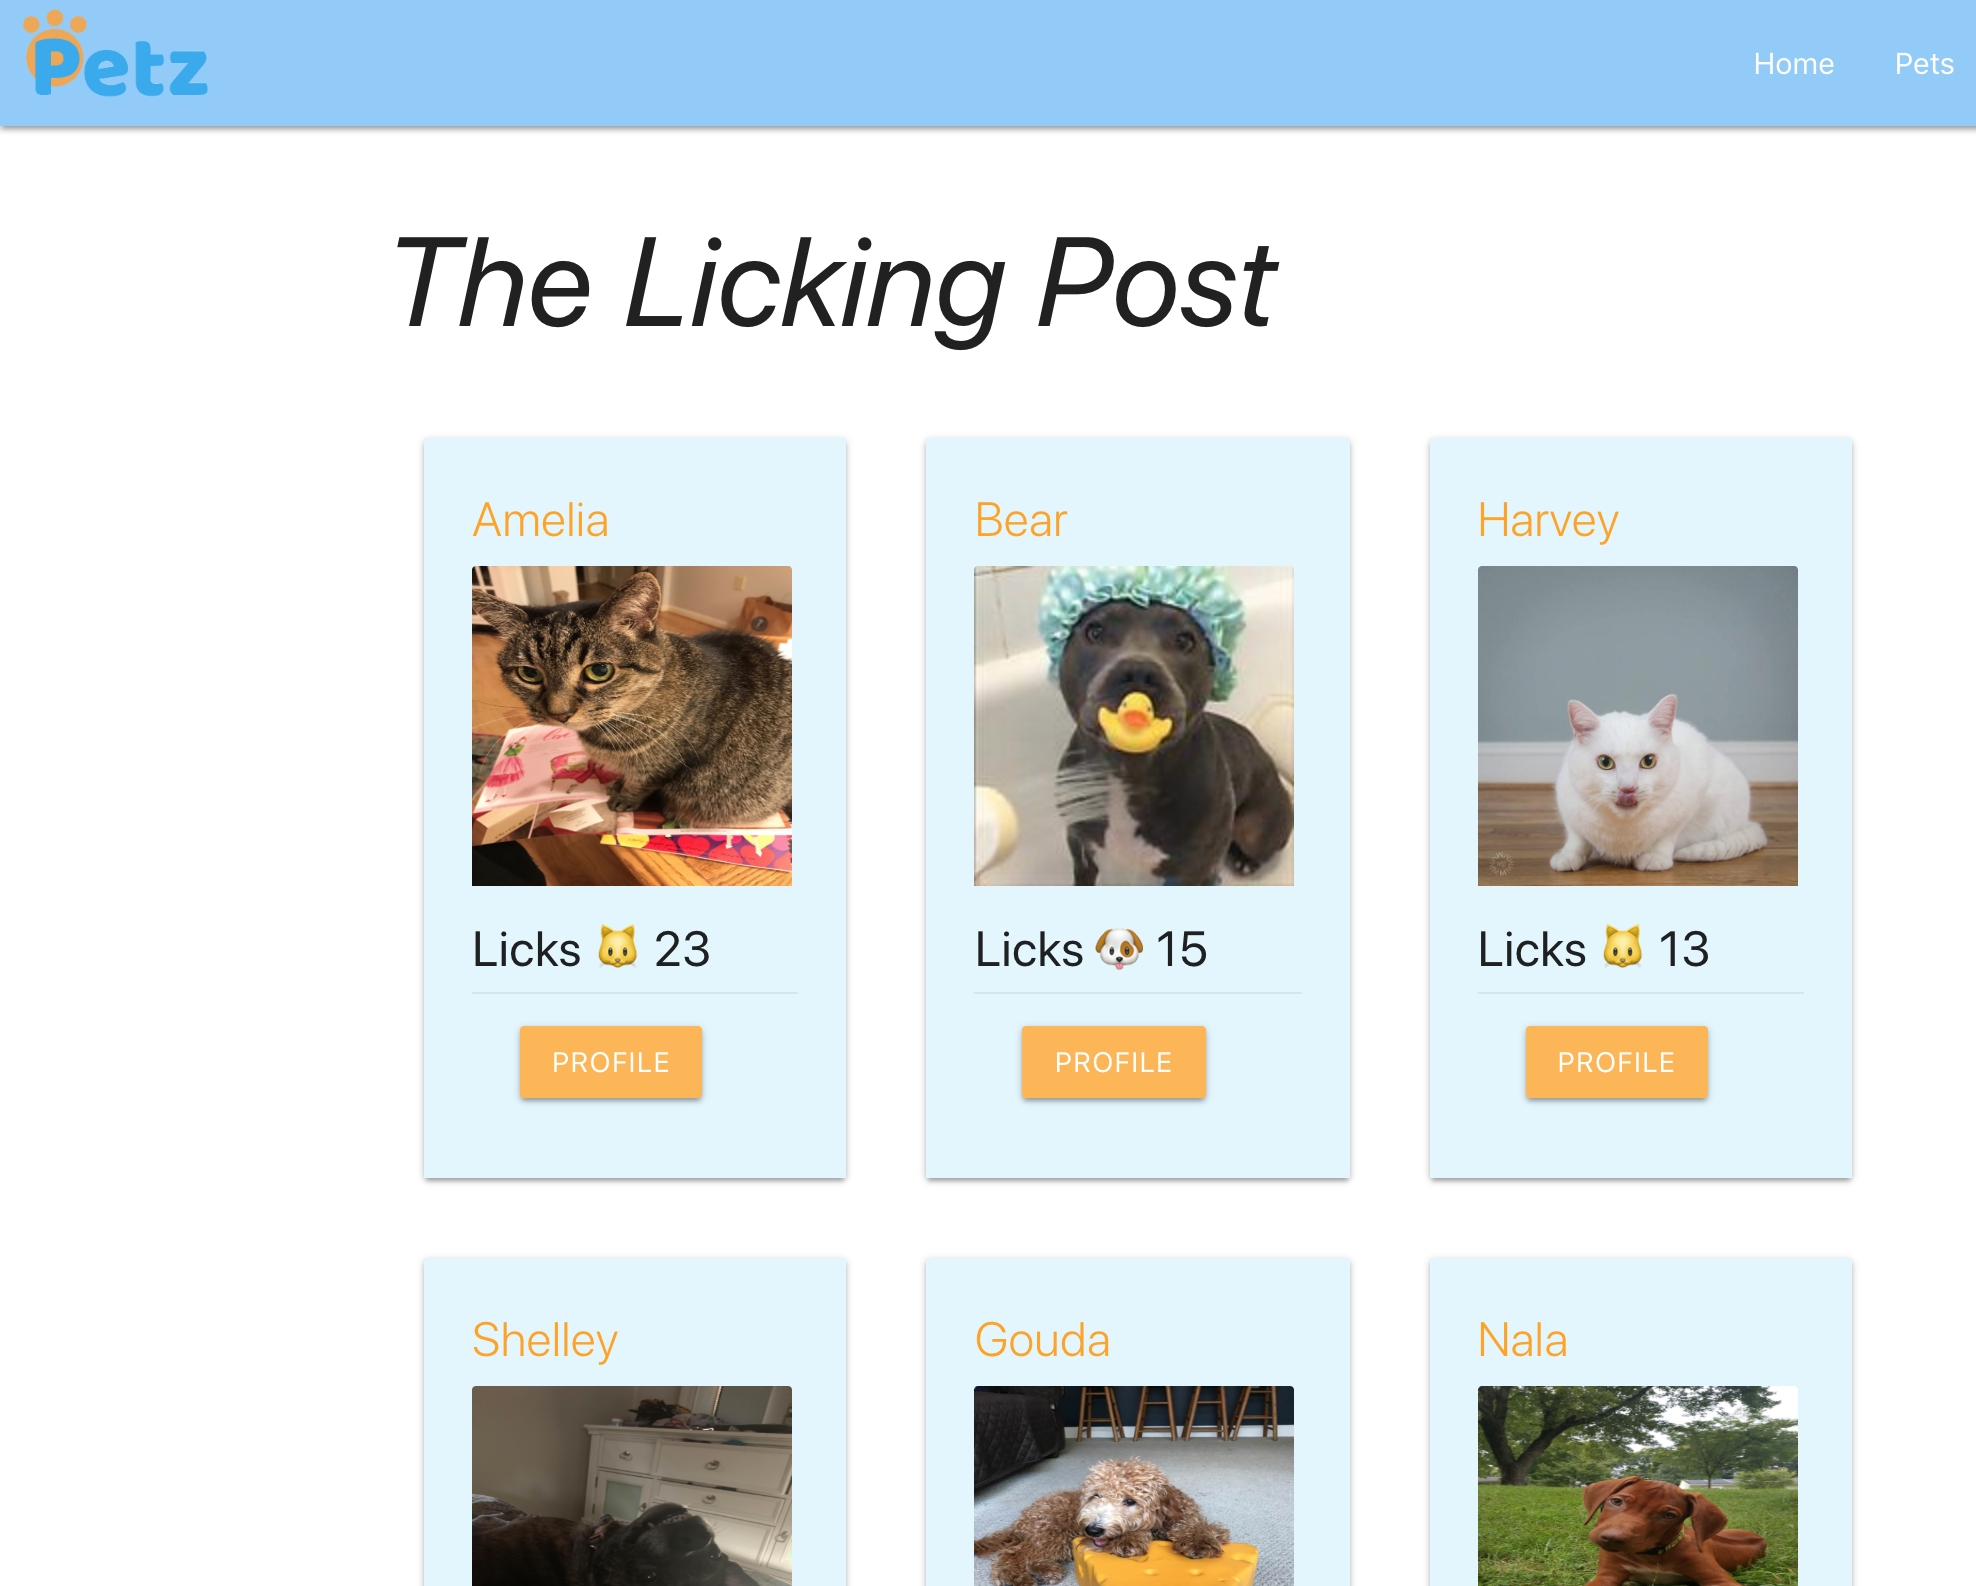 Petz
Home Pets
The Licking Post
Amelia Bear Harvey
Licks 🐱 23 Licks 🐶 15 Licks 🐱 13
PROFILE PROFILE PROFILE
Shelley Gouda Nala